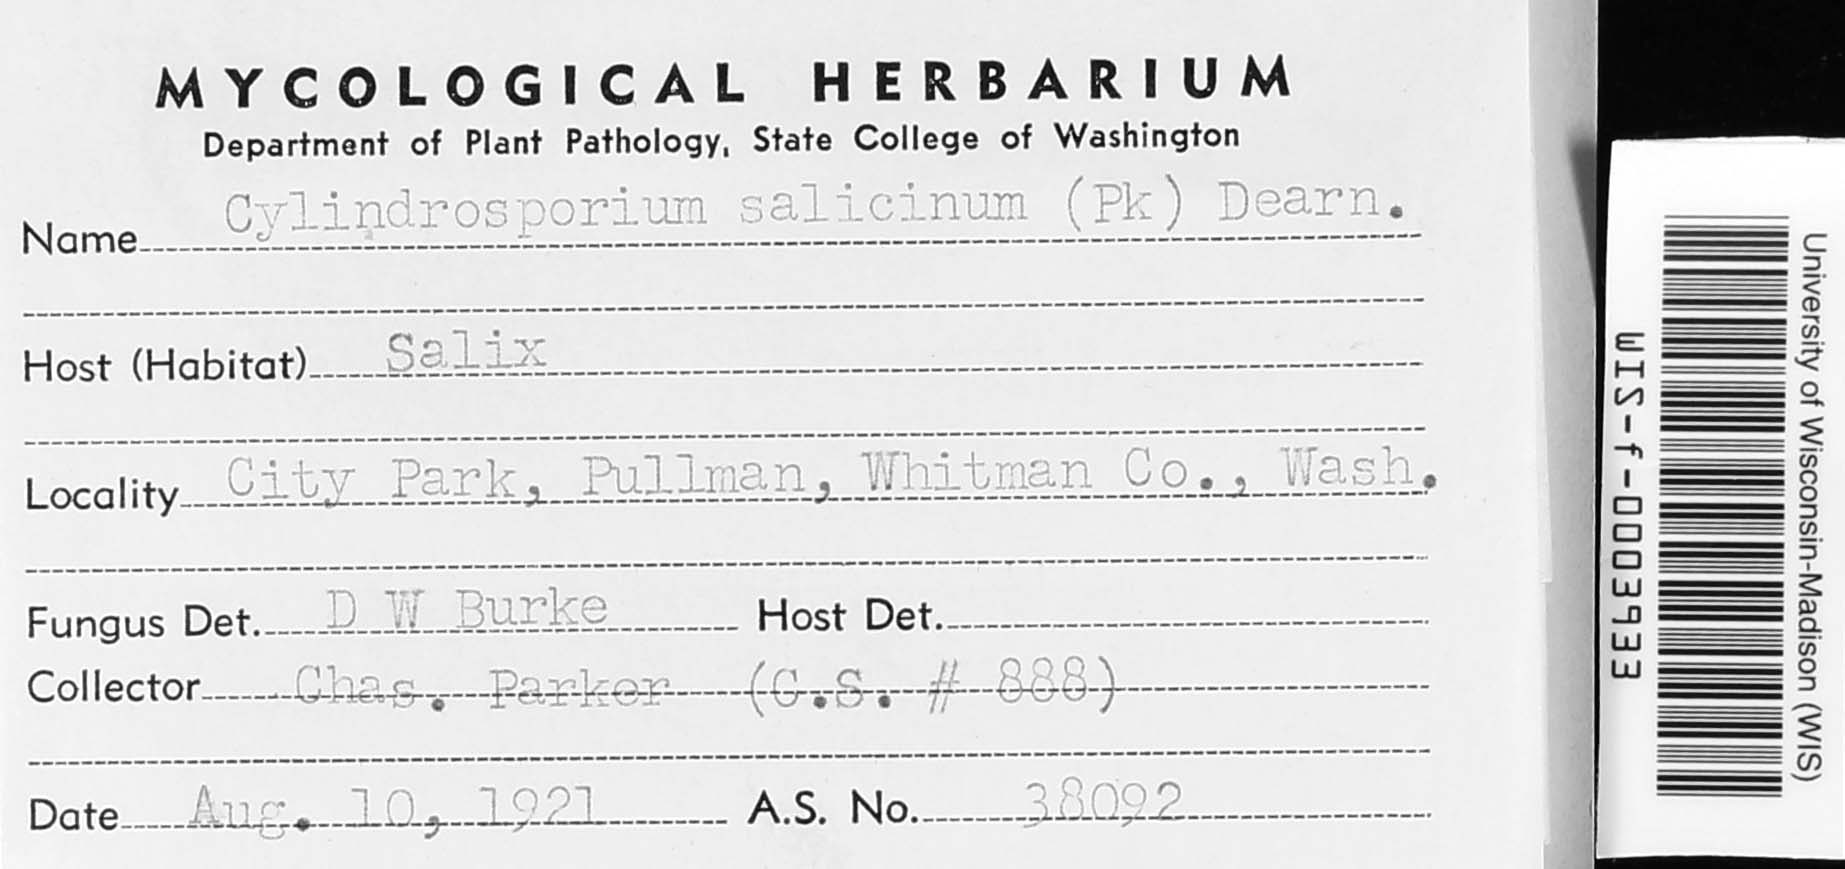 MYCOLOGICAL HERBARIUM
Department of Plant Pathology, State College of Washington
Name Cylindrosporium salicinum (Pk) Dearn.
Host (Habitat) Salix
Locality City Park, Pullman, Whitman Co., Wash.
Fungus Det. D W Burke Host Det.
Collector Chas. Parker (C.S. # 888)
Date Aug. 10, 1921 A.S. No. 38092
University of Wisconsin-Madison (WIS)
WIS-f-0003933